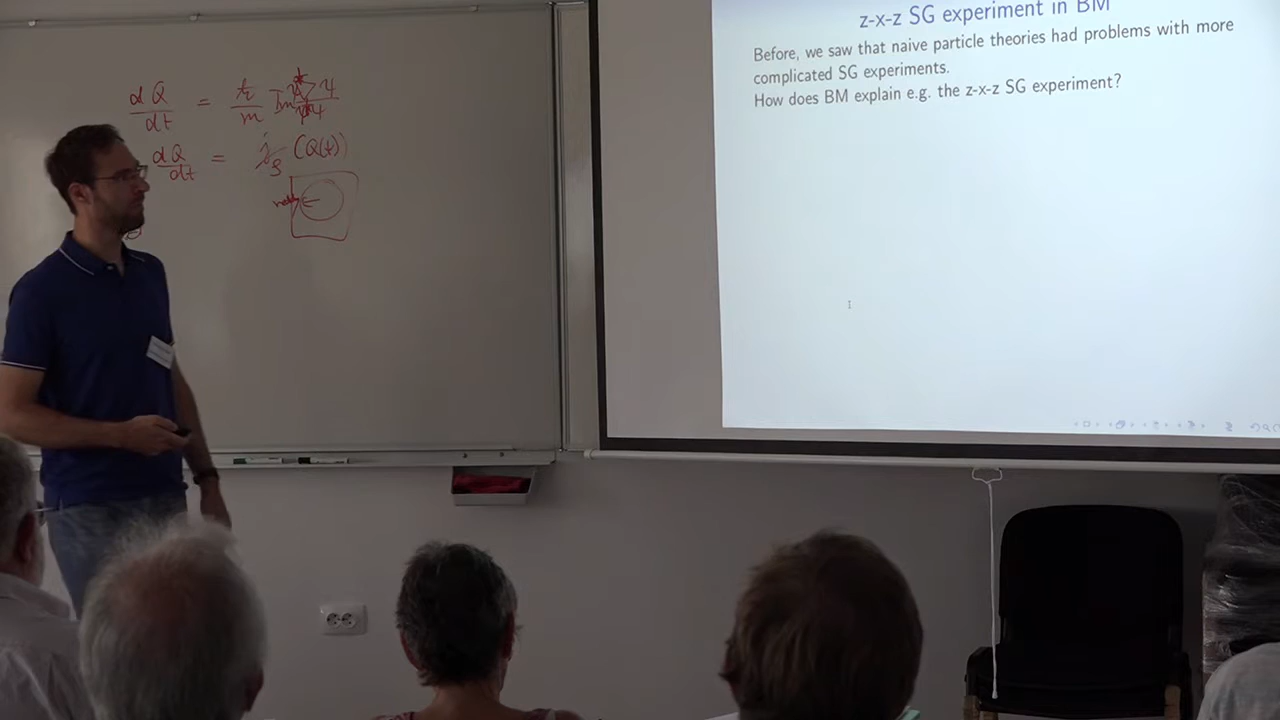 dQ/dt = ħ/m Im ψ*∇ψ/ψ*ψ
dQ/dt = j/ρ (Q(t))
z-x-z SG experiment in BM
Before, we saw that naive particle theories had problems with more
complicated SG experiments.
How does BM explain e.g. the z-x-z SG experiment?